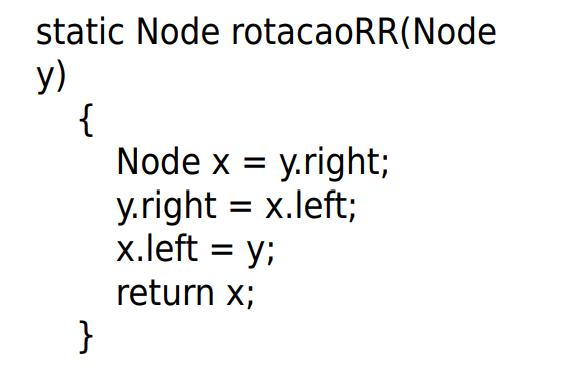 static Node rotacaoRR(Node
y)
{
Node x = y.right;
y.right = x.left;
x.left = y;
return x;
}